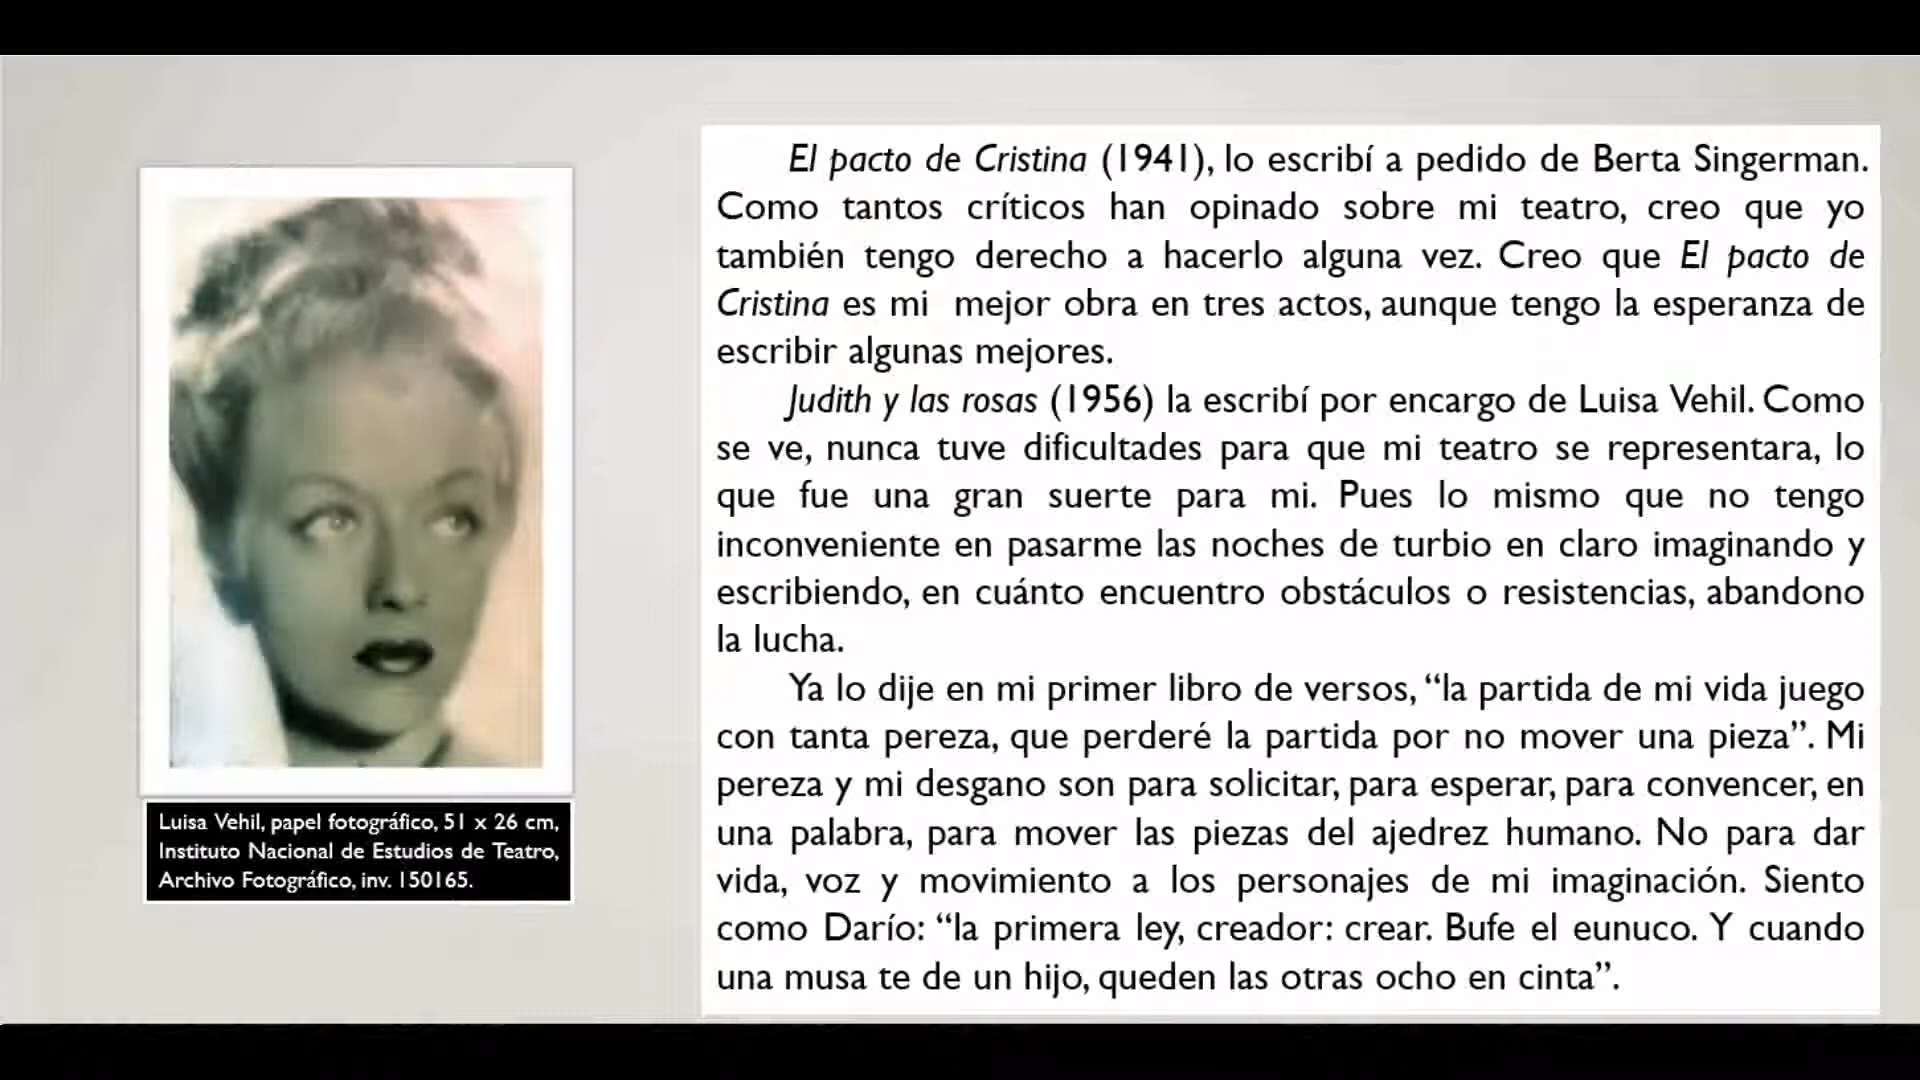 El pacto de Cristina (1941), lo escribí a pedido de Berta Singerman.
Como tantos críticos han opinado sobre mi teatro, creo que yo
también tengo derecho a hacerlo alguna vez. Creo que El pacto de
Cristina es mi mejor obra en tres actos, aunque tengo la esperanza de
escribir algunas mejores.
Judith y las rosas (1956) la escribí por encargo de Luisa Vehil. Como
se ve, nunca tuve dificultades para que mi teatro se representara, lo
que fue una gran suerte para mi. Pues lo mismo que no tengo
inconveniente en pasarme las noches de turbio en claro imaginando y
escribiendo, en cuánto encuentro obstáculos o resistencias, abandono
la lucha.
Ya lo dije en mi primer libro de versos, “la partida de mi vida juego
con tanta pereza, que perderé la partida por no mover una pieza”. Mi
pereza y mi desgano son para solicitar, para esperar, para convencer, en
una palabra, para mover las piezas del ajedrez humano. No para dar
vida, voz y movimiento a los personajes de mi imaginación. Siento
como Darío: “la primera ley, creador: crear. Bufe el eunuco. Y cuando
una musa te de un hijo, queden las otras ocho en cinta”.
Luisa Vehil, papel fotográfico, 51 x 26 cm,
Instituto Nacional de Estudios de Teatro,
Archivo Fotográfico, inv. 150165.